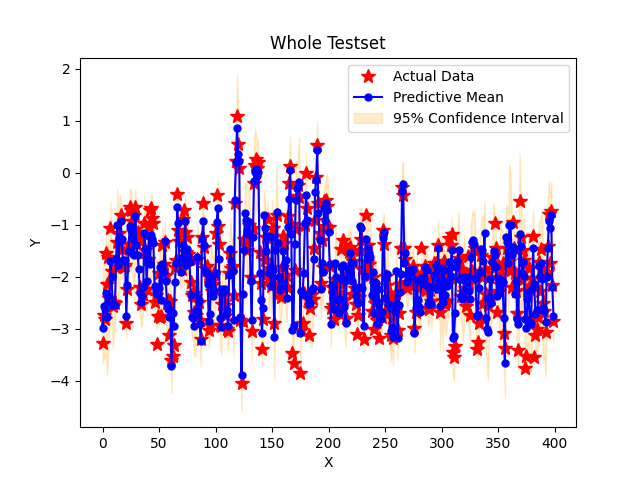 Whole Testset
Actual Data
Predictive Mean
95% Confidence Interval
2
1
0
−1
−2
−3
−4
Y
0 50 100 150 200 250 300 350 400
X